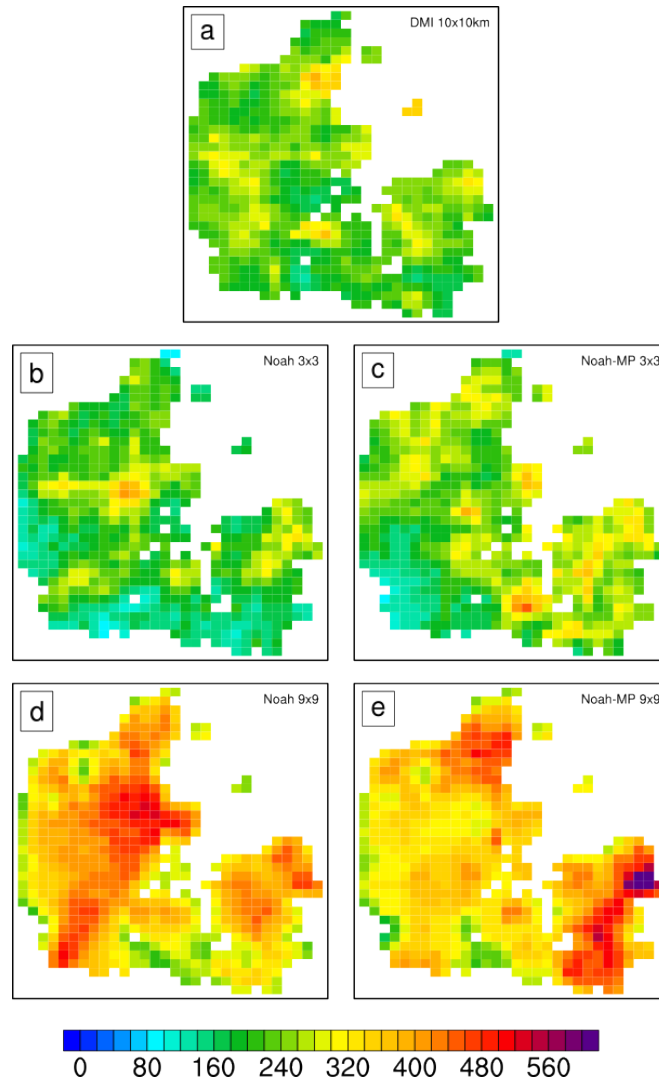 a
DMI 10x10km
b
Noah 3x3
c
Noah-MP 3x3
d
Noah 9x9
e
Noah-MP 9x9
0 80 160 240 320 400 480 560